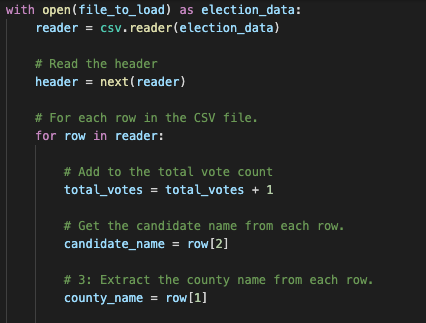 with open(file_to_load) as election_data:
    reader = csv.reader(election_data)

    # Read the header
    header = next(reader)

    # For each row in the CSV file.
    for row in reader:

        # Add to the total vote count
        total_votes = total_votes + 1

        # Get the candidate name from each row.
        candidate_name = row[2]

        # 3: Extract the county name from each row.
        county_name = row[1]